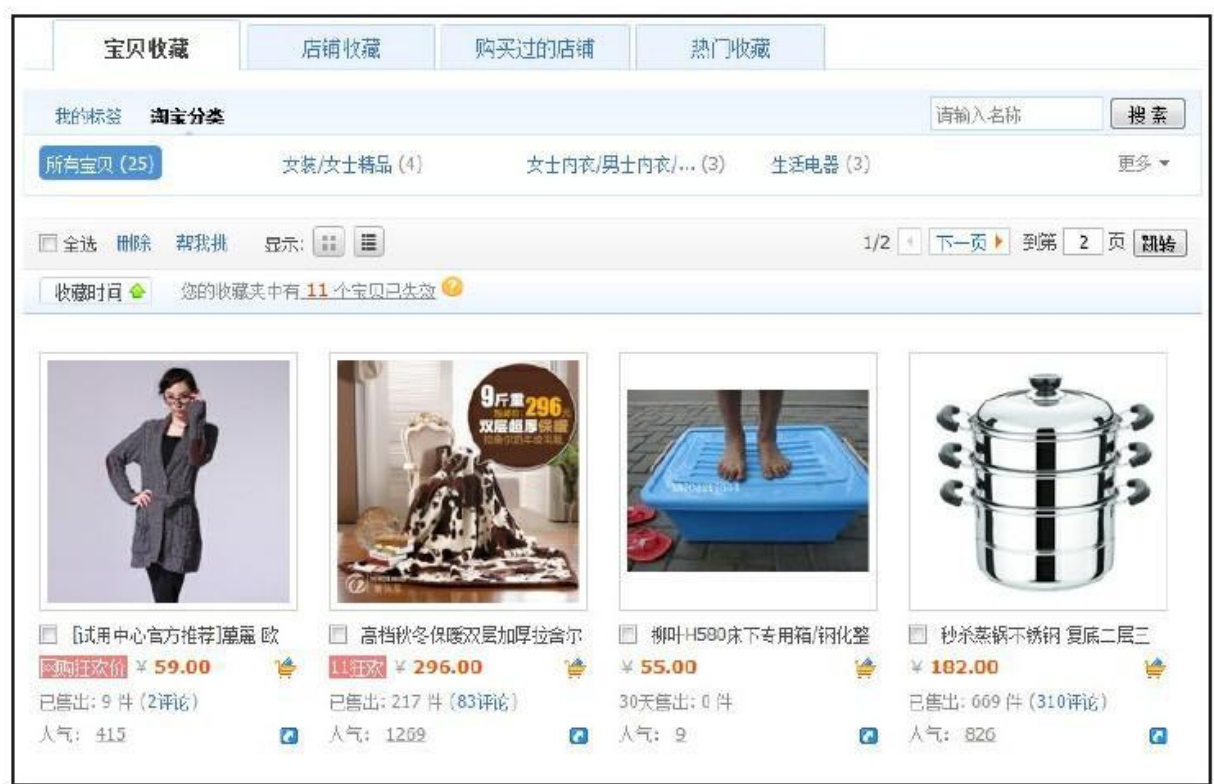 宝贝收藏 店铺收藏 购买过的店铺 热门收藏
我的标签 淘宝分类 请输入名称 搜索
所有宝贝 (25) 女装/女士精品 (4) 女士内衣/男士内衣/... (3) 生活电器 (3) 更多
全选 删除 帮我挑 显示: 1/2 下一页 到第 2 页 跳转
收藏时间 您的收藏夹中有 11 个宝贝已失效 ?
9斤重 296元
双层超厚保暖
[试用中心官方推荐]萬麗 欧 高档秋冬保暖双层加厚拉舍尔 柳叶H580床下专用箱/钢化整 秒杀蒸锅不锈钢 复底二层三
网购狂欢价 ¥ 59.00 11狂欢 ¥ 296.00 ¥ 55.00 ¥ 182.00
已售出: 9 件 (2评论) 已售出: 217 件 (83评论) 30天售出: 0 件 已售出: 669 件 (310评论)
人气: 415 人气: 1269 人气: 9 人气: 826